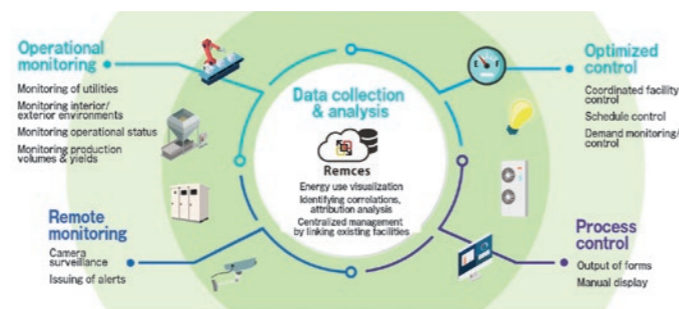 Operational
monitoring
Monitoring of utilities
Monitoring interior/
exterior environments
Monitoring operational status
Monitoring production
volumes & yields
Remote
monitoring
Camera
surveillance
Issuing of alerts
Data collection
& analysis
Remces
Energy use visualization
Identifying correlations,
attribution analysis
Centralized management
by linking existing facilities
E F
Optimized
control
Coordinated facility
control
Schedule control
Demand monitoring/
control
Process
control
Output of forms
Manual display